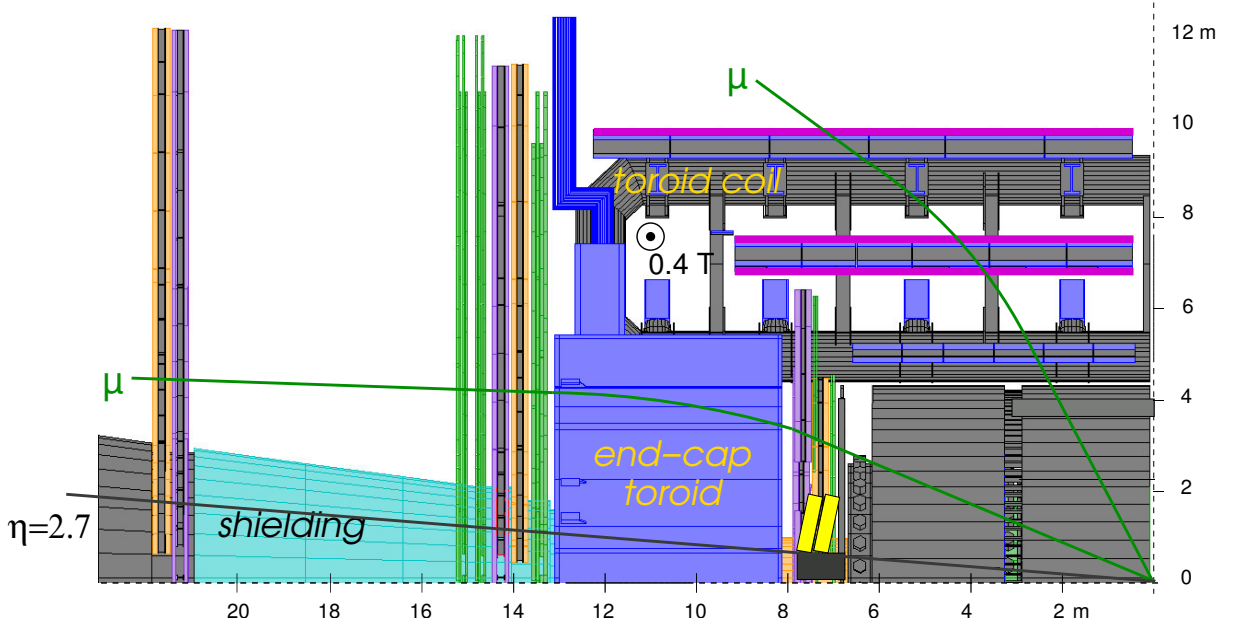 12 m
μ
10
toroid coil
8
0.4 T
6
μ
4
end-cap
toroid
2
η=2.7
shielding
0
20 18 16 14 12 10 8 6 4 2 m